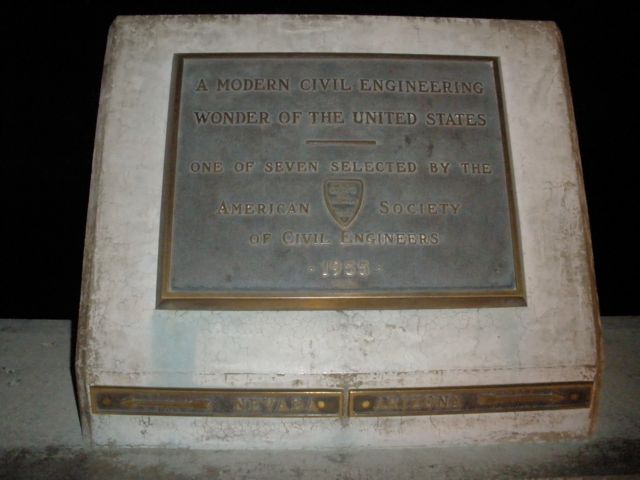 A MODERN CIVIL ENGINEERING
WONDER OF THE UNITED STATES
ONE OF SEVEN SELECTED BY THE
AMERICAN SOCIETY
OF CIVIL ENGINEERS
- 1955 -
NEVADA ARIZONA